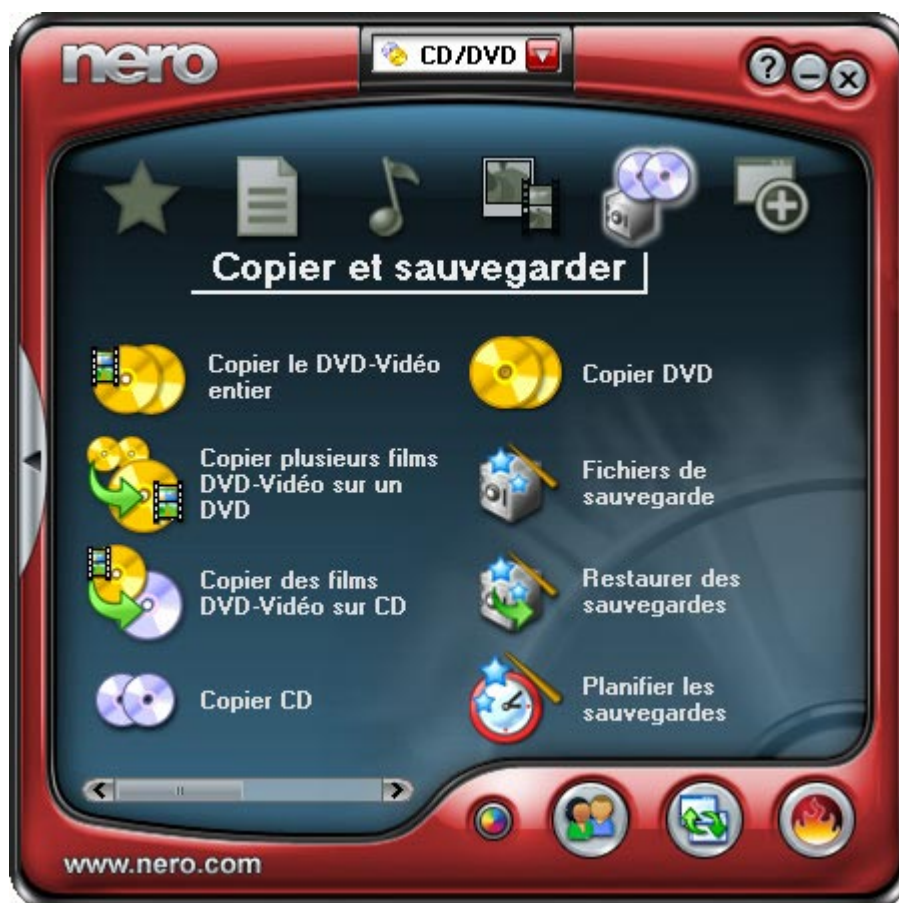 nero
CD/DVD
?
Copier et sauvegarder
Copier le DVD-Vidéo
entier
Copier DVD
Copier plusieurs films
DVD-Vidéo sur un
DVD
Fichiers de
sauvegarde
Copier des films
DVD-Vidéo sur CD
Restaurer des
sauvegardes
Copier CD
Planifier les
sauvegardes
www.nero.com